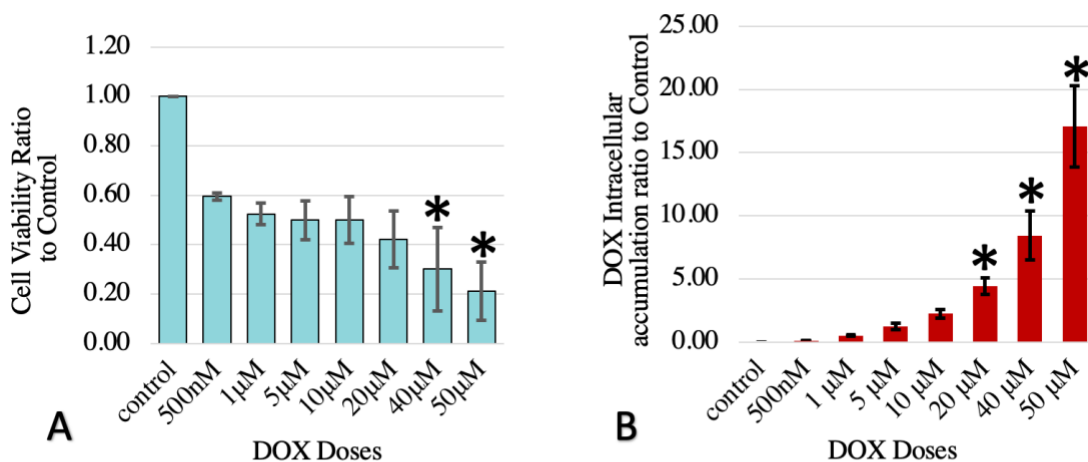 Cell Viability Ratio
to Control
1.20
1.00
0.80
0.60
0.40
0.20
0.00
*
*
control
500nM
1µM
5µM
10µM
20µM
40µM
50µM
DOX Doses
A
DOX Intracellular
accumulation ratio to Control
25.00
20.00
15.00
10.00
5.00
0.00
*
*
*
control
500nM
1 µM
5 µM
10 µM
20 µM
40 µM
50 µM
DOX Doses
B